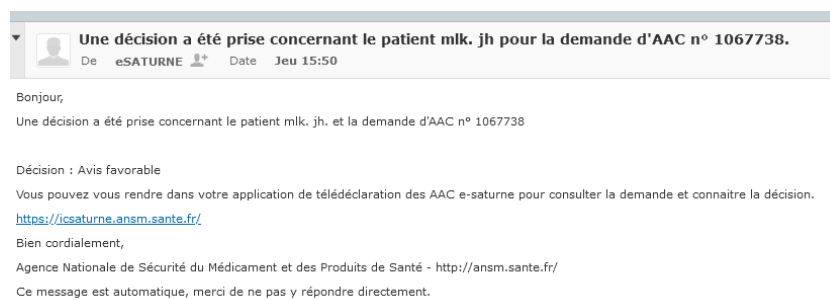 Une décision a été prise concernant le patient mlk. jh pour la demande d'AAC n° 1067738.
De eSATURNE Date Jeu 15:50
Bonjour,
Une décision a été prise concernant le patient mlk. jh. et la demande d'AAC n° 1067738
Décision : Avis favorable
Vous pouvez vous rendre dans votre application de télédéclaration des AAC e-saturne pour consulter la demande et connaitre la décision.
https://icsaturne.ansm.sante.fr/
Bien cordialement,
Agence Nationale de Sécurité du Médicament et des Produits de Santé - http://ansm.sante.fr/
Ce message est automatique, merci de ne pas y répondre directement.